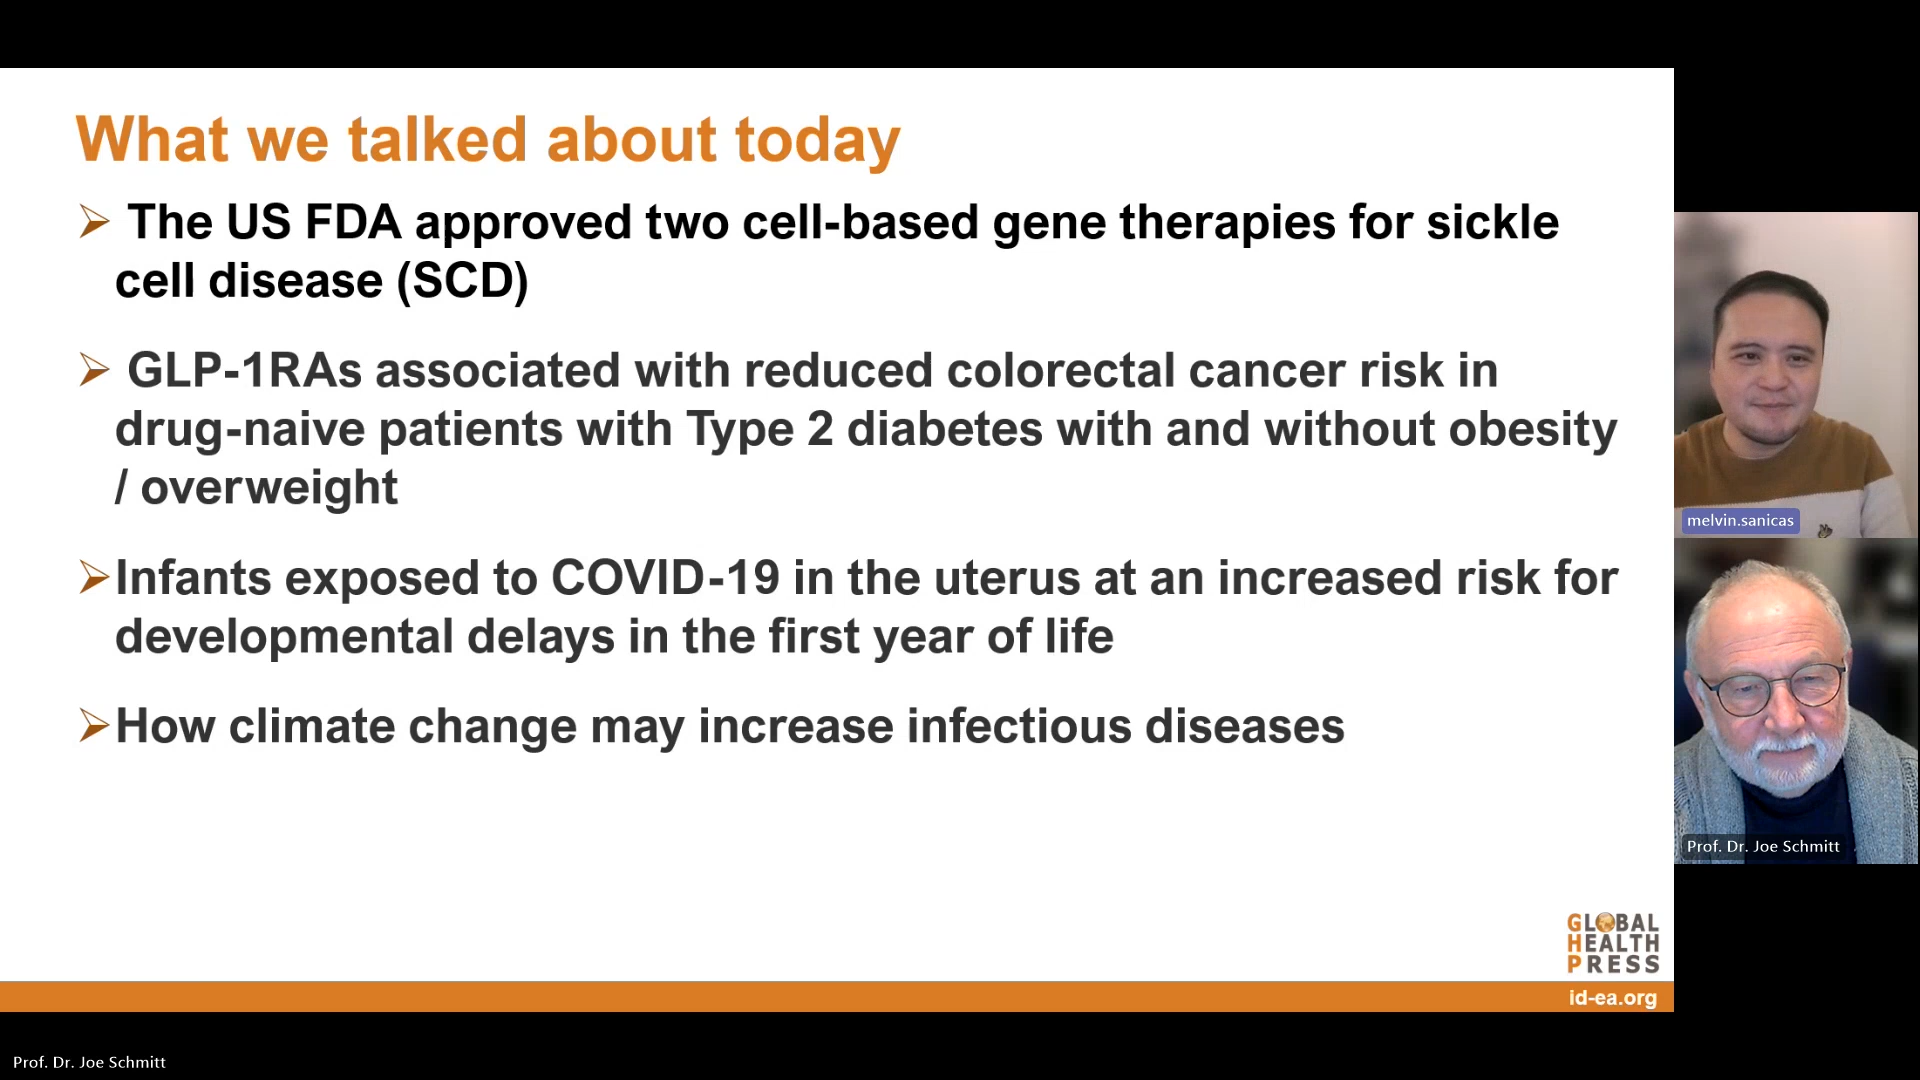 What we talked about today
➢ The US FDA approved two cell-based gene therapies for sickle
cell disease (SCD)
➢ GLP-1RAs associated with reduced colorectal cancer risk in
drug-naive patients with Type 2 diabetes with and without obesity
/ overweight
➢Infants exposed to COVID-19 in the uterus at an increased risk for
developmental delays in the first year of life
➢How climate change may increase infectious diseases
melvin.sanicas
Prof. Dr. Joe Schmitt
GLOBAL
HEALTH
PRESS
id-ea.org
Prof. Dr. Joe Schmitt